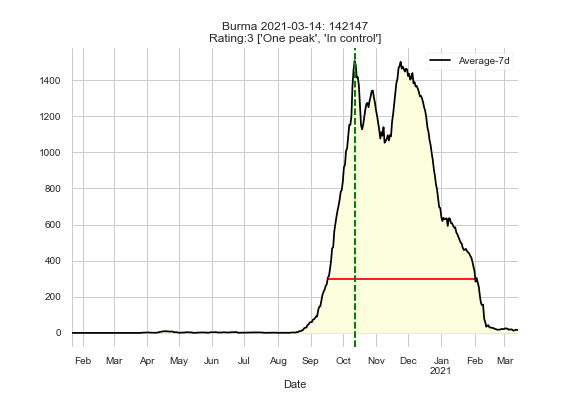 Burma 2021-03-14: 142147
Rating:3 ['One peak', 'In control']
Average-7d
1400
1200
1000
800
600
400
200
0
Feb Mar Apr May Jun Jul Aug Sep Oct Nov Dec Jan Feb Mar
2021
Date